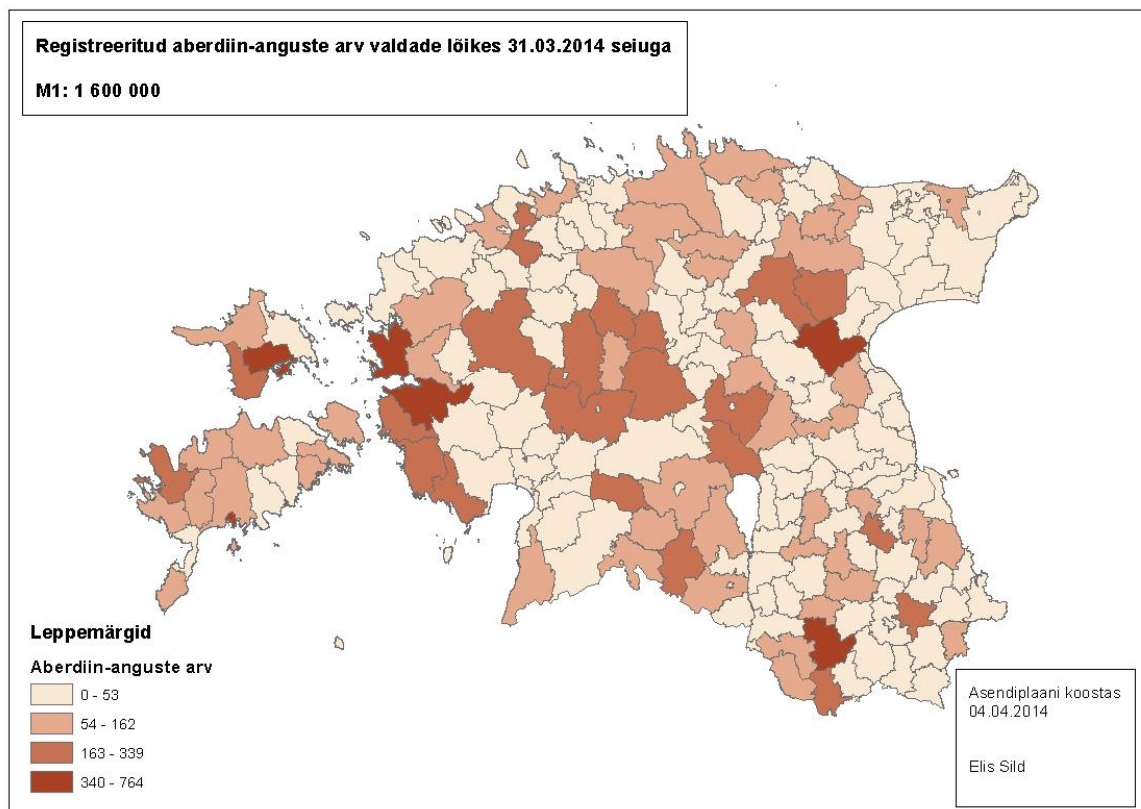 Registreeritud aberdiin-anguste arv valdade lõikes 31.03.2014 seiuga
M1: 1 600 000
Leppemärgid
Aberdiin-anguste arv
0 - 53
54 - 162
163 - 339
340 - 764
Asendiplaani koostas
04.04.2014
Elis Sild